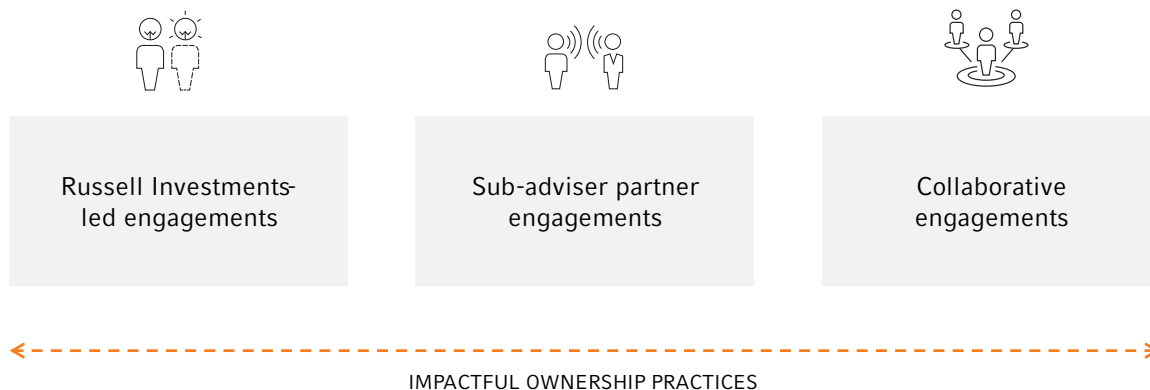 Russell Investments-
led engagements
Sub-adviser partner
engagements
Collaborative
engagements
IMPACTFUL OWNERSHIP PRACTICES